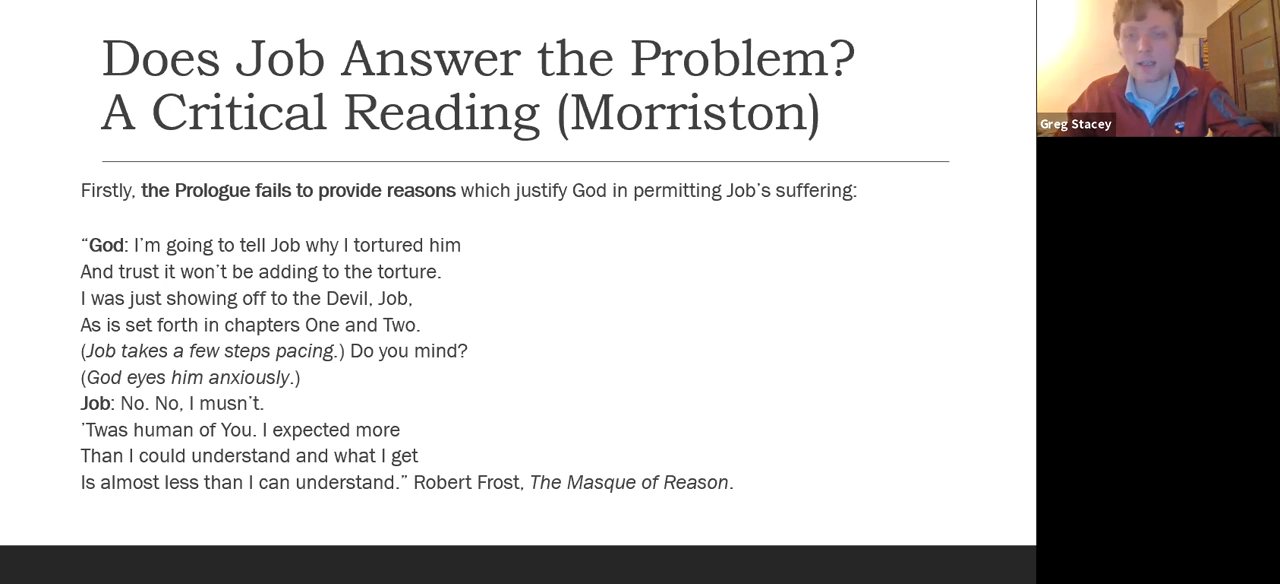 Does Job Answer the Problem?
A Critical Reading (Morriston)
Firstly, the Prologue fails to provide reasons which justify God in permitting Job’s suffering:
“God: I’m going to tell Job why I tortured him
And trust it won’t be adding to the torture.
I was just showing off to the Devil, Job,
As is set forth in chapters One and Two.
(Job takes a few steps pacing.) Do you mind?
(God eyes him anxiously.)
Job: No. No, I musn’t.
’Twas human of You. I expected more
Than I could understand and what I get
Is almost less than I can understand.” Robert Frost, The Masque of Reason.
Greg Stacey